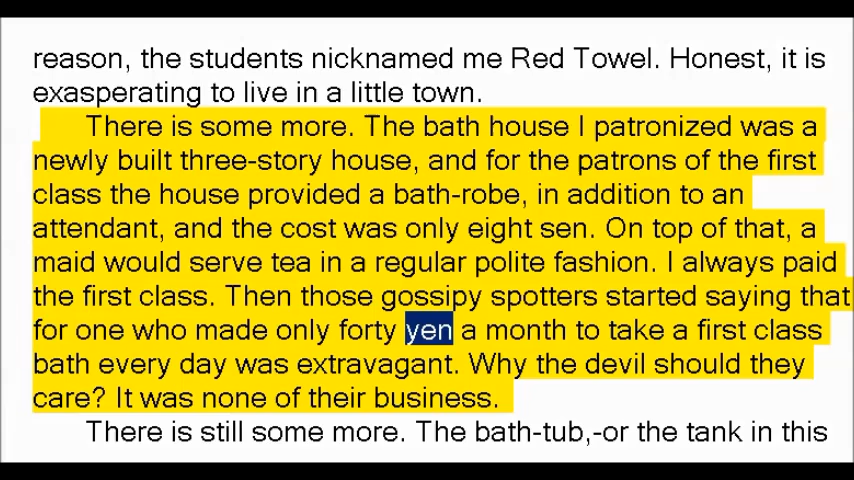 reason, the students nicknamed me Red Towel. Honest, it is
exasperating to live in a little town.
There is some more. The bath house I patronized was a
newly built three-story house, and for the patrons of the first
class the house provided a bath-robe, in addition to an
attendant, and the cost was only eight sen. On top of that, a
maid would serve tea in a regular polite fashion. I always paid
the first class. Then those gossipy spotters started saying that
for one who made only forty yen a month to take a first class
bath every day was extravagant. Why the devil should they
care? It was none of their business.
There is still some more. The bath-tub,-or the tank in this